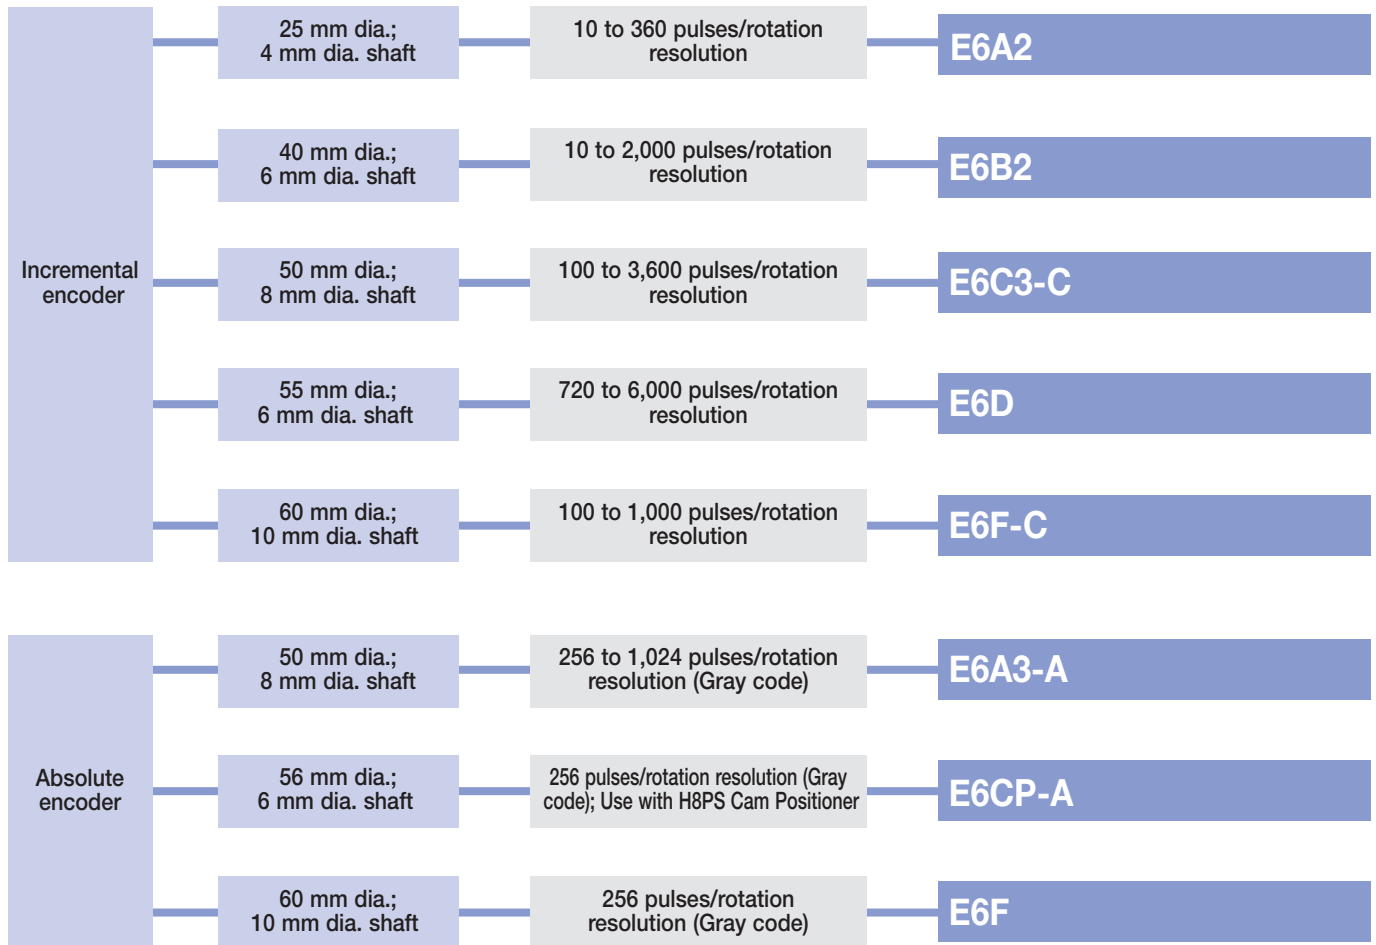 Incremental
encoder
25 mm dia.;
4 mm dia. shaft
10 to 360 pulses/rotation
resolution
E6A2
40 mm dia.;
6 mm dia. shaft
10 to 2,000 pulses/rotation
resolution
E6B2
50 mm dia.;
8 mm dia. shaft
100 to 3,600 pulses/rotation
resolution
E6C3-C
55 mm dia.;
6 mm dia. shaft
720 to 6,000 pulses/rotation
resolution
E6D
60 mm dia.;
10 mm dia. shaft
100 to 1,000 pulses/rotation
resolution
E6F-C
Absolute
encoder
50 mm dia.;
8 mm dia. shaft
256 to 1,024 pulses/rotation
resolution (Gray code)
E6A3-A
56 mm dia.;
6 mm dia. shaft
256 pulses/rotation resolution (Gray
code); Use with H8PS Cam Positioner
E6CP-A
60 mm dia.;
10 mm dia. shaft
256 pulses/rotation
resolution (Gray code)
E6F